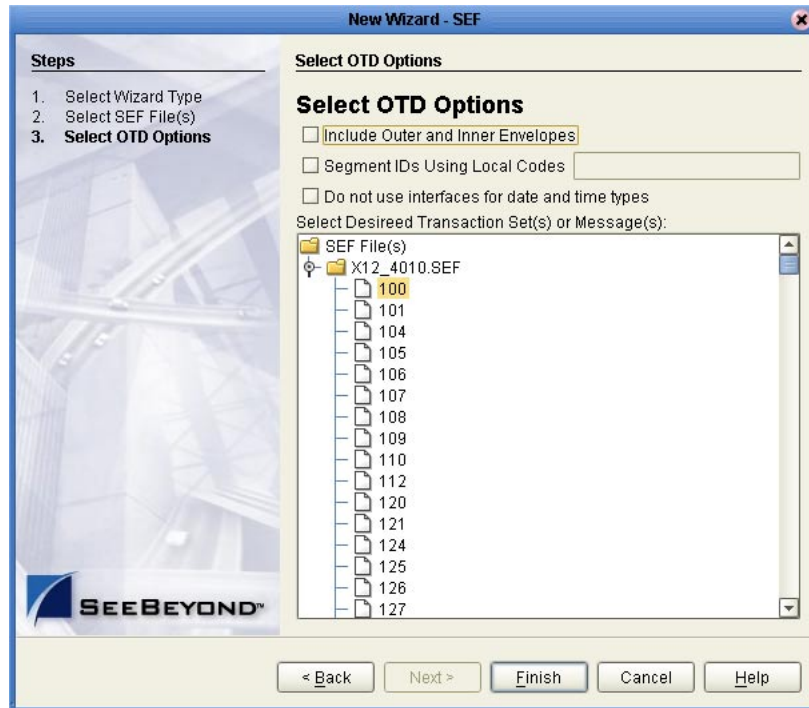 New Wizard - SEF
Steps
1. Select Wizard Type
2. Select SEF File(s)
3. Select OTD Options
Select OTD Options
Select OTD Options
Include Outer and Inner Envelopes
Segment IDs Using Local Codes
Do not use interfaces for date and time types
Select Desireed Transaction Set(s) or Message(s):
SEF File(s)
X12_4010.SEF
100
101
104
105
106
107
108
109
110
112
120
121
124
125
126
127
SEEBEYOND™
< Back
Next >
Finish
Cancel
Help